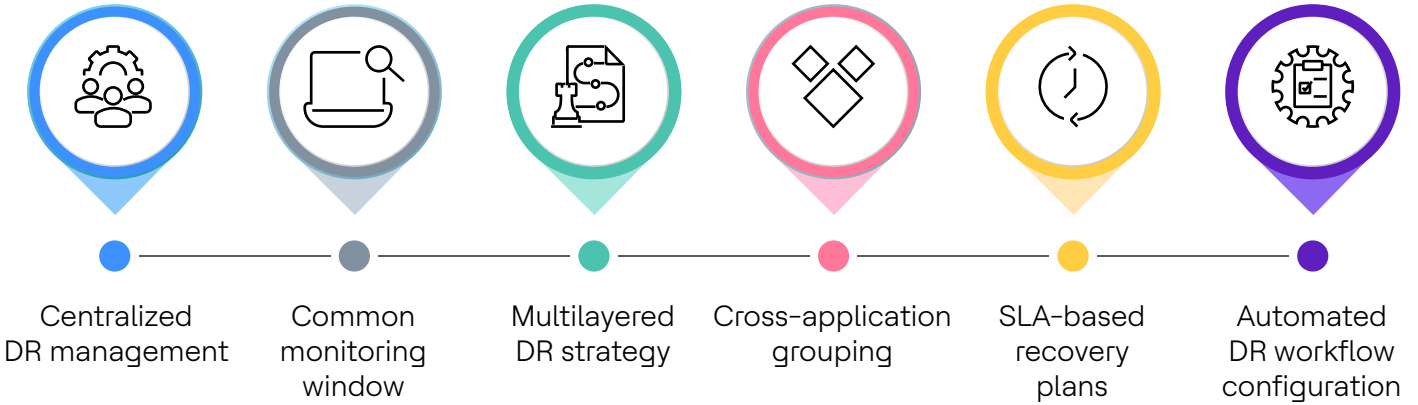 Centralized
DR management
Common
monitoring
window
Multilayered
DR strategy
Cross-application
grouping
SLA-based
recovery
plans
Automated
DR workflow
configuration